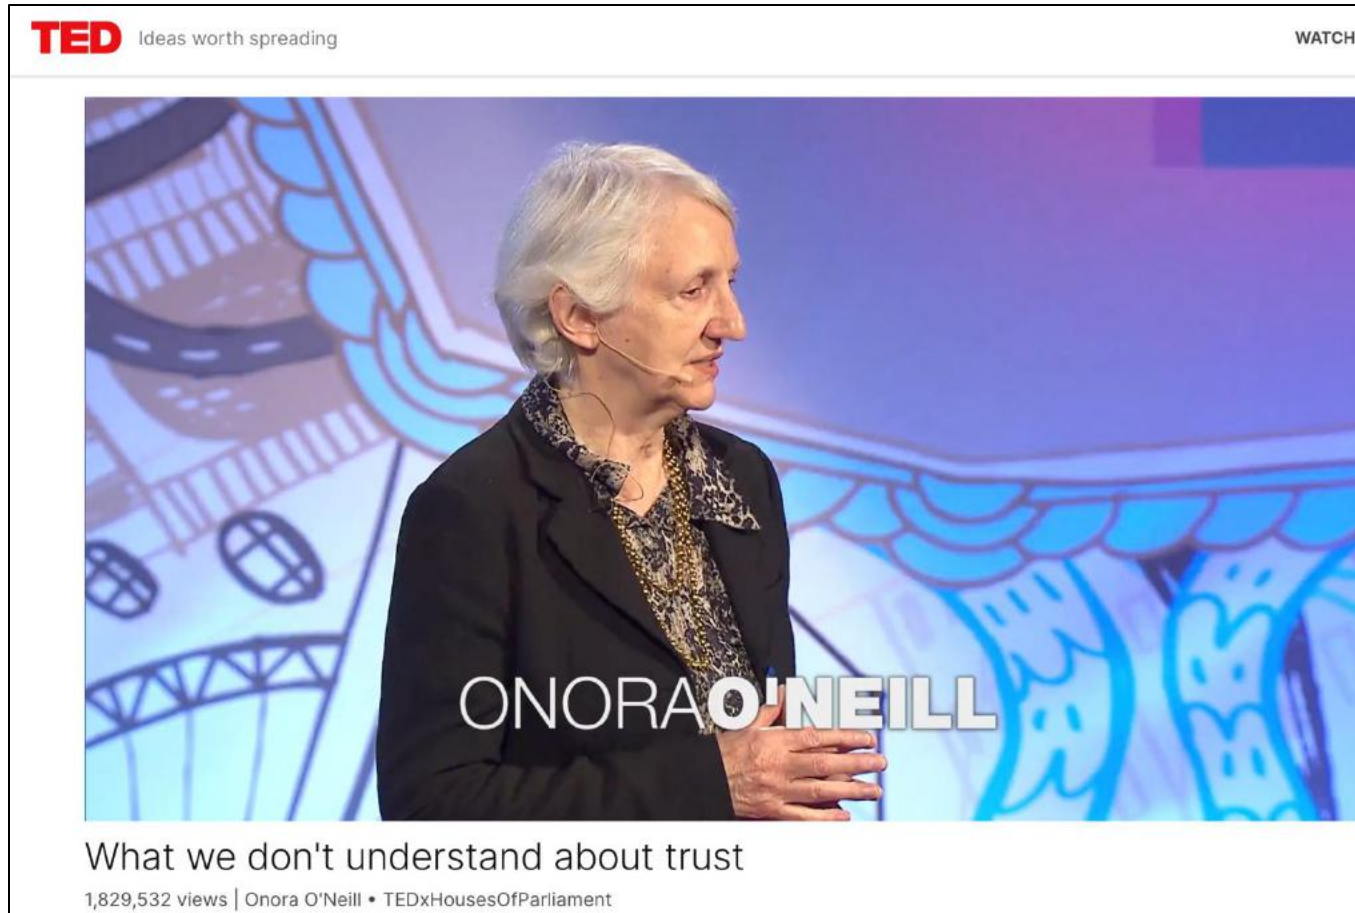 TED Ideas worth spreading WATCH
ONORA O'NEILL
What we don't understand about trust
1,829,532 views | Onora O'Neill • TEDxHousesOfParliament